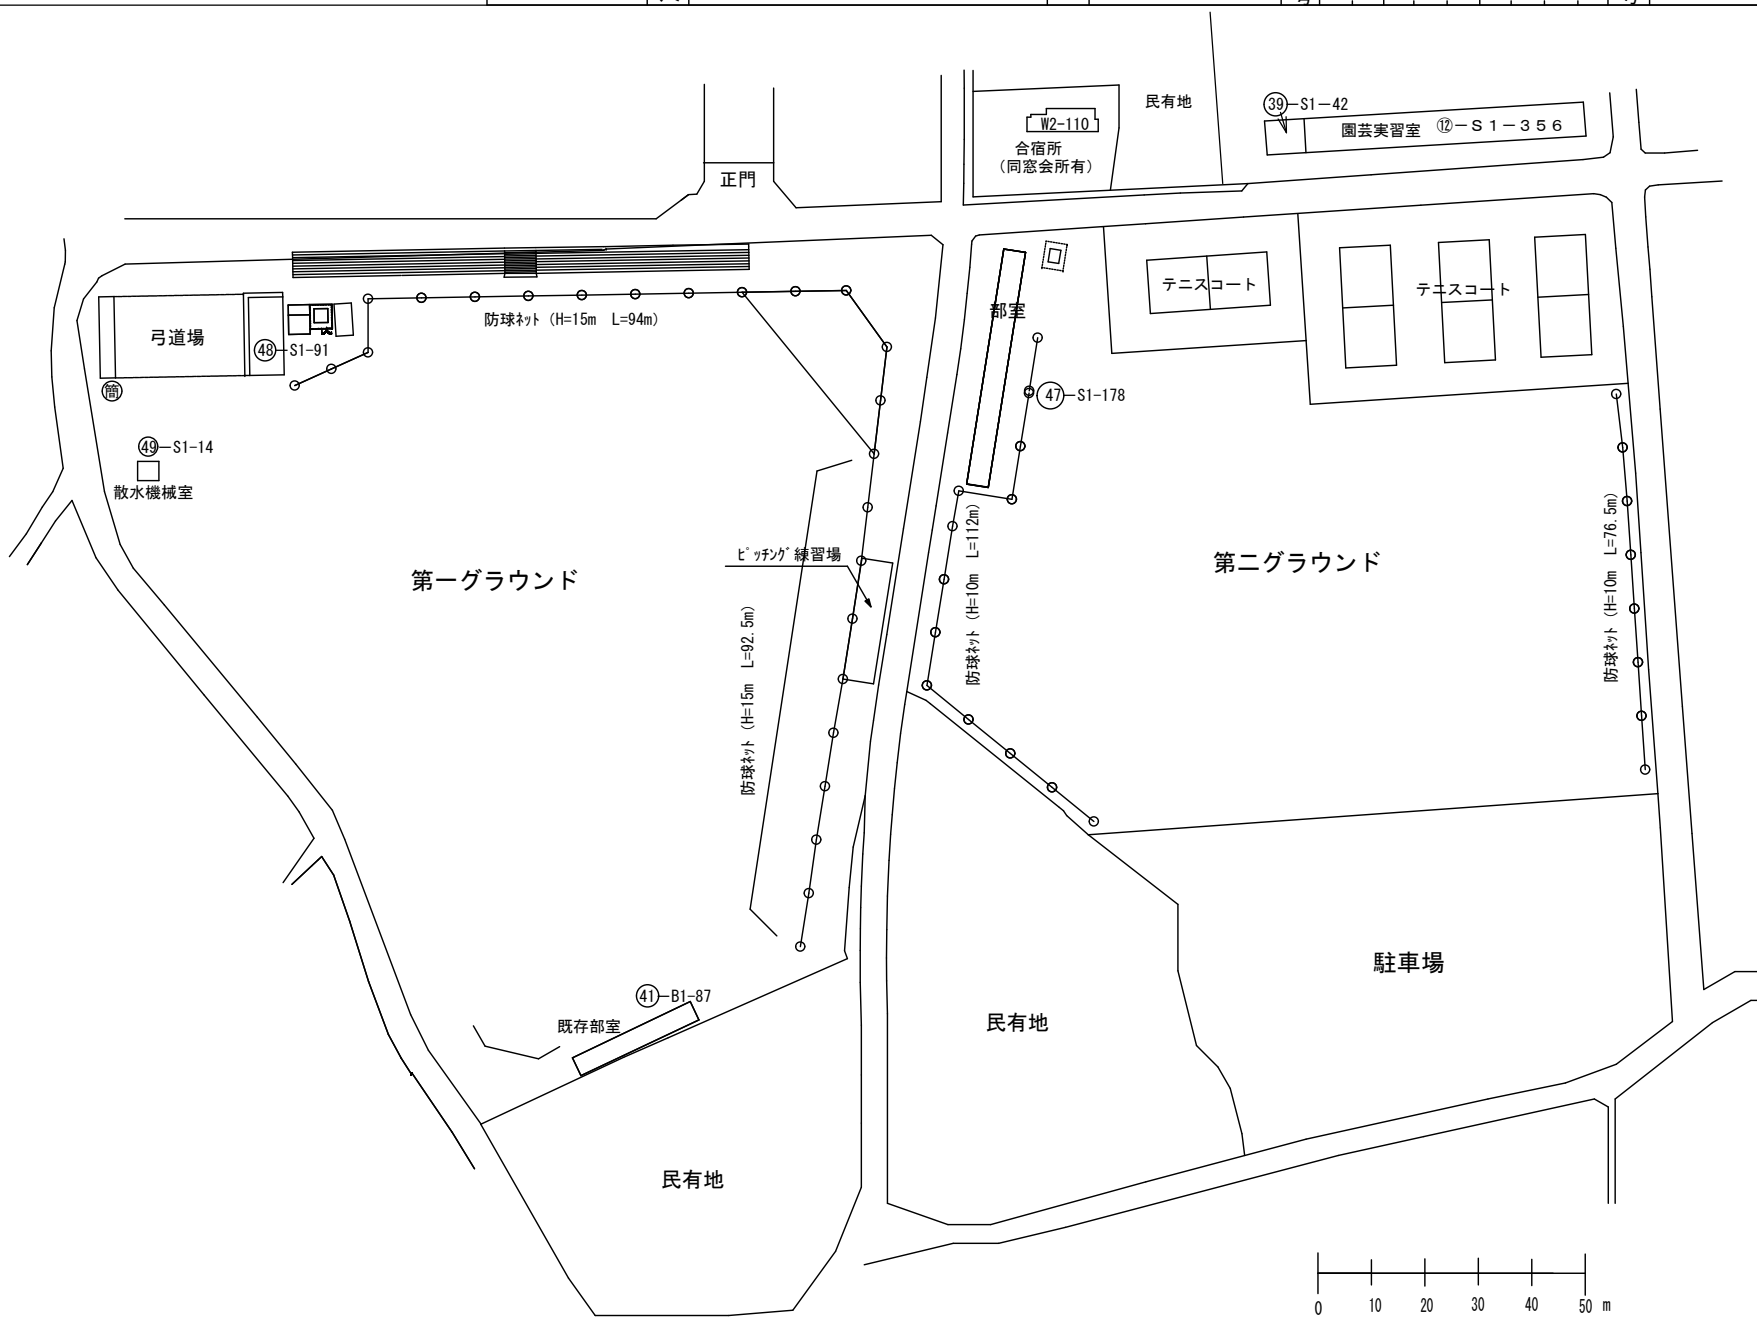 民有地
㊴-S1-42
W2-110
園芸実習室 ⑫-S1-356
合宿所
(同窓会所有)
正門
テニスコート
テニスコート
部室
防球ネット (H=15m L=94m)
弓道場
㊽-S1-91
簡
㊼-S1-178
㊾-S1-14
散水機械室
ピッチング練習場
防球ネット (H=10m L=112m)
防球ネット (H=10m L=76.5m)
第一グラウンド
第二グラウンド
防球ネット (H=15m L=92.5m)
駐車場
㊶-B1-87
既存部室
民有地
民有地
0 10 20 30 40 50 m